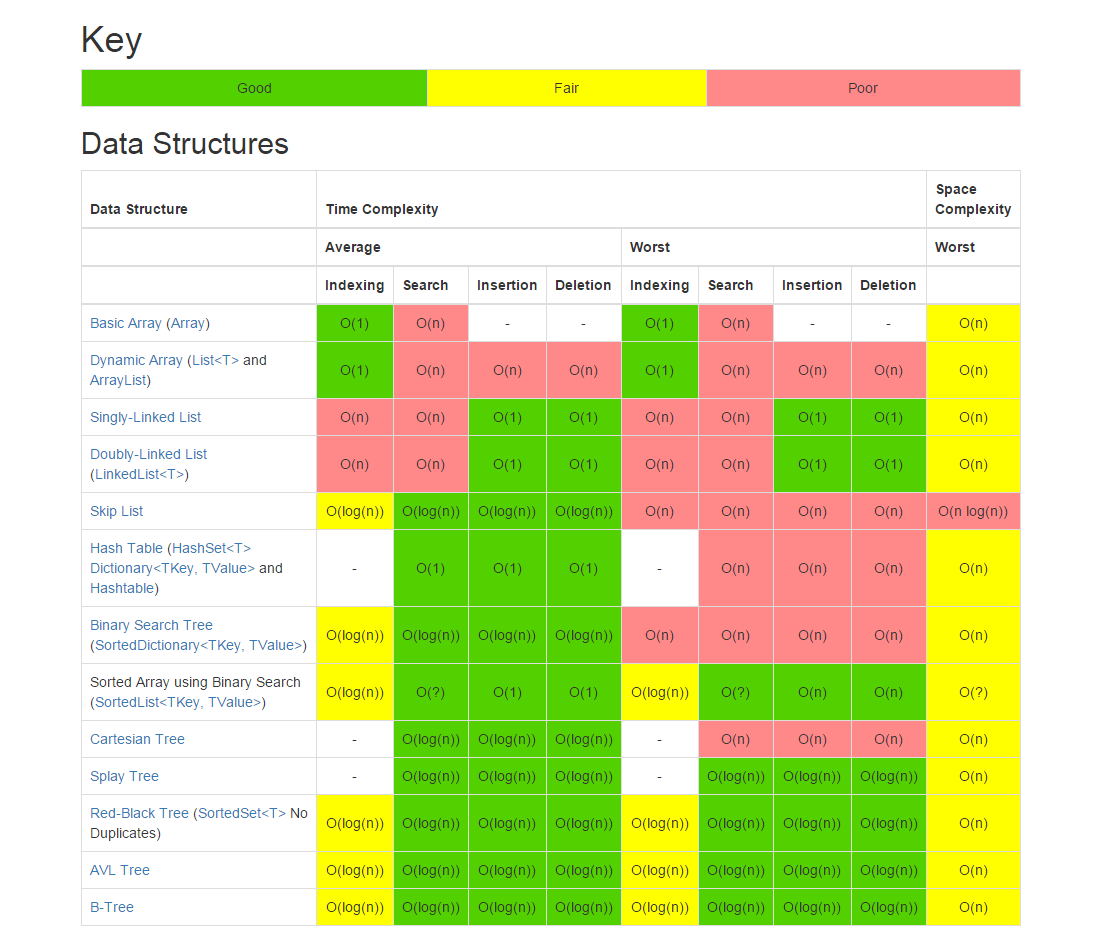 Key
Good Fair Poor
Data Structures
Data Structure Time Complexity Space
Complexity
Average Worst Worst
Indexing Search Insertion Deletion Indexing Search Insertion Deletion
Basic Array (Array) O(1) O(n) - - O(1) O(n) - - O(n)
Dynamic Array (List<T> and
ArrayList) O(1) O(n) O(n) O(n) O(1) O(n) O(n) O(n) O(n)
Singly-Linked List O(n) O(n) O(1) O(1) O(n) O(n) O(1) O(1) O(n)
Doubly-Linked List
(LinkedList<T>) O(n) O(n) O(1) O(1) O(n) O(n) O(1) O(1) O(n)
Skip List O(log(n)) O(log(n)) O(log(n)) O(log(n)) O(n) O(n) O(n) O(n) O(n log(n))
Hash Table (HashSet<T>
Dictionary<TKey, TValue> and
Hashtable) - O(1) O(1) O(1) - O(n) O(n) O(n) O(n)
Binary Search Tree
(SortedDictionary<TKey, TValue>) O(log(n)) O(log(n)) O(log(n)) O(log(n)) O(n) O(n) O(n) O(n) O(n)
Sorted Array using Binary Search
(SortedList<TKey, TValue>) O(log(n)) O(?) O(1) O(1) O(log(n)) O(?) O(n) O(n) O(?)
Cartesian Tree - O(log(n)) O(log(n)) O(log(n)) - O(n) O(n) O(n) O(n)
Splay Tree - O(log(n)) O(log(n)) O(log(n)) - O(log(n)) O(log(n)) O(log(n)) O(n)
Red-Black Tree (SortedSet<T> No
Duplicates) O(log(n)) O(log(n)) O(log(n)) O(log(n)) O(log(n)) O(log(n)) O(log(n)) O(log(n)) O(n)
AVL Tree O(log(n)) O(log(n)) O(log(n)) O(log(n)) O(log(n)) O(log(n)) O(log(n)) O(log(n)) O(n)
B-Tree O(log(n)) O(log(n)) O(log(n)) O(log(n)) O(log(n)) O(log(n)) O(log(n)) O(log(n)) O(n)